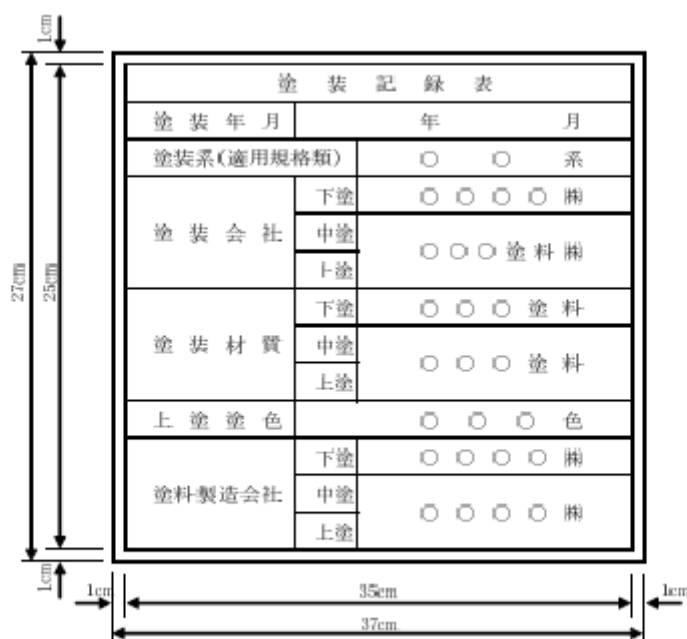 1cm
塗装記録表
塗装年月 年 月
塗装系(適用規格類) ○ ○ 系
塗装会社 下塗 ○○○○㈱
中塗 ○○○塗料㈱
上塗
塗装材質 下塗 ○○○塗料
中塗 ○○○塗料
上塗
上塗塗色 ○ ○ ○ 色
塗料製造会社 下塗 ○○○○㈱
中塗 ○○○○㈱
上塗
27cm
25cm
1cm
1cm 35cm 1cm
37cm